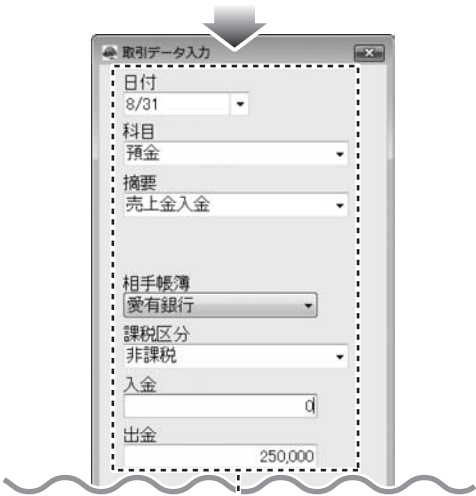 取引データ入力
日付
8/31
科目
預金
摘要
売上金入金
相手帳簿
愛有銀行
課税区分
非課税
入金
0
出金
250,000